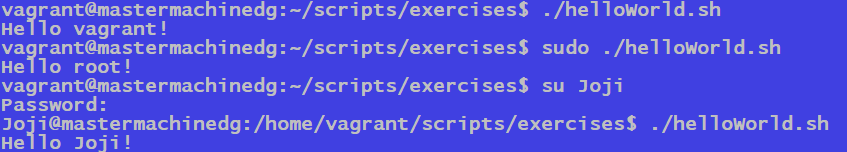 vagrant@mastermachinedg:~/scripts/exercises$ ./helloWorld.sh
Hello vagrant!
vagrant@mastermachinedg:~/scripts/exercises$ sudo ./helloWorld.sh
Hello root!
vagrant@mastermachinedg:~/scripts/exercises$ su Joji
Password:
Joji@mastermachinedg:/home/vagrant/scripts/exercises$ ./helloWorld.sh
Hello Joji!